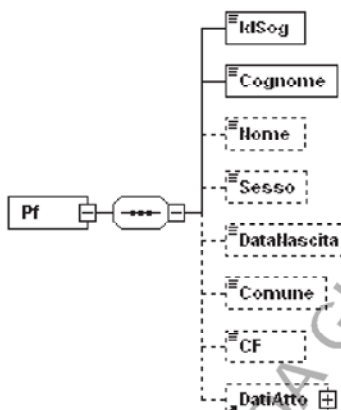 IdSog
Cognome
Nome
Sesso
Pf
DataNascita
Comune
CF
DatiAtto